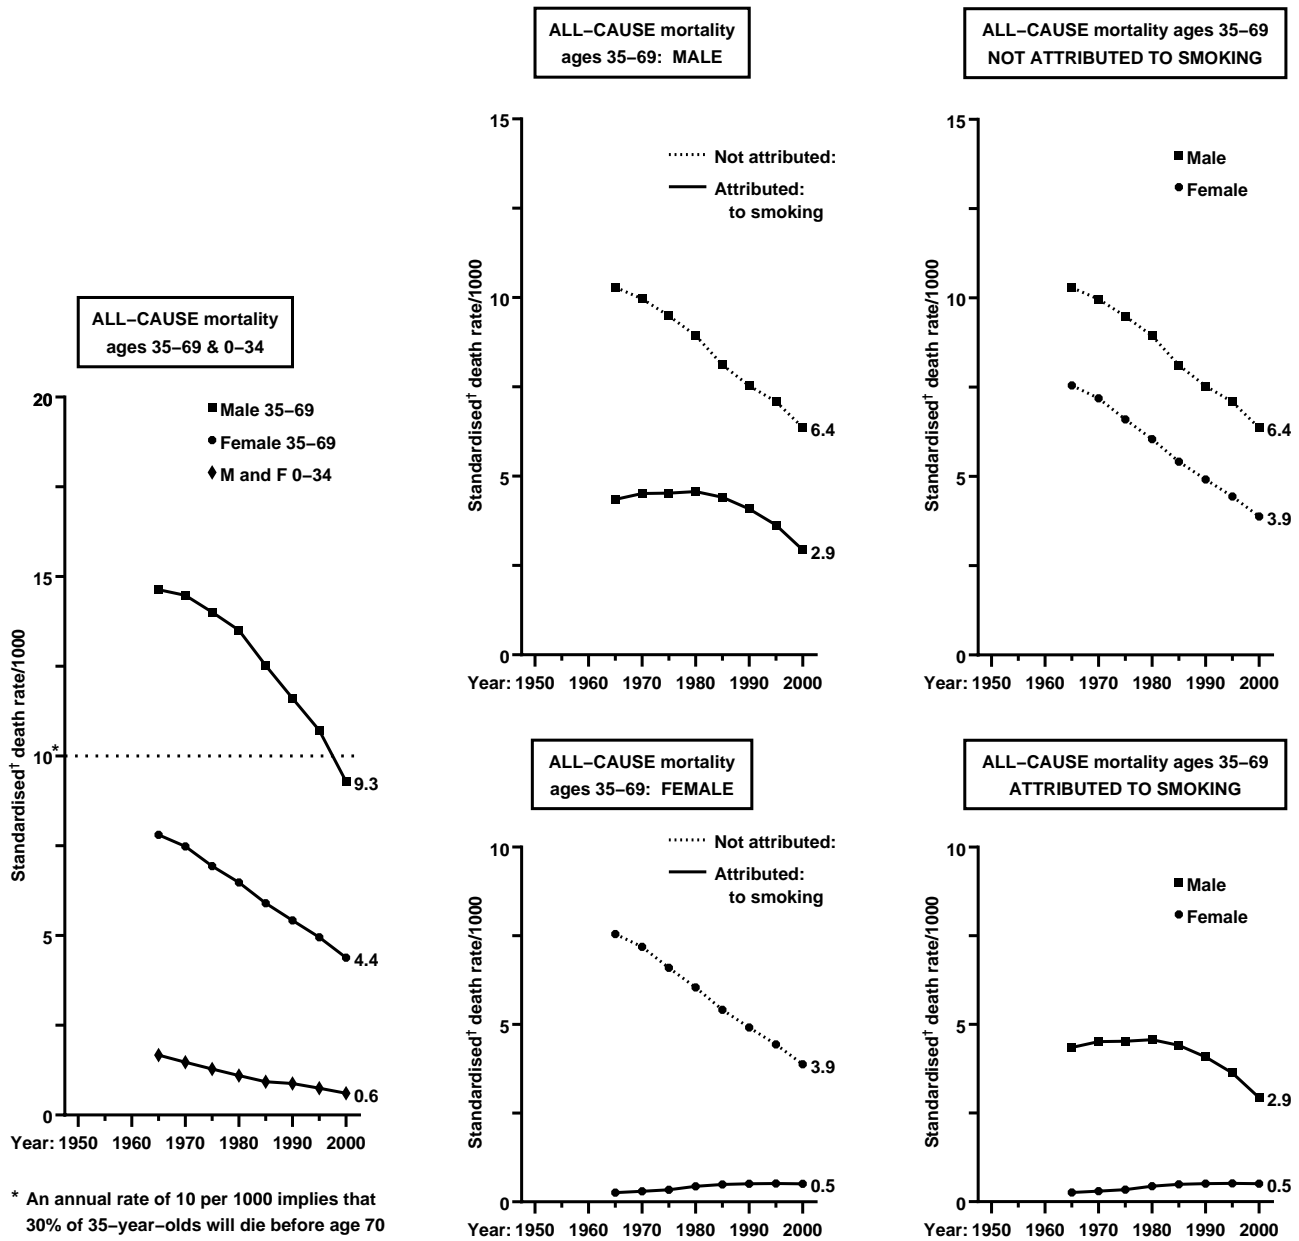 ALL–CAUSE mortality
ages 35–69 & 0–34
Standardised† death rate/1000
20
15
10*
5
0
Male 35–69
Female 35–69
M and F 0–34
9.3
4.4
0.6
Year: 1950 1960 1970 1980 1990 2000
* An annual rate of 10 per 1000 implies that
30% of 35–year–olds will die before age 70
ALL–CAUSE mortality
ages 35–69: MALE
Standardised† death rate/1000
15
10
5
0
Not attributed:
Attributed:
to smoking
6.4
2.9
Year: 1950 1960 1970 1980 1990 2000
ALL–CAUSE mortality ages 35–69
NOT ATTRIBUTED TO SMOKING
Standardised† death rate/1000
15
10
5
0
Male
Female
6.4
3.9
Year: 1950 1960 1970 1980 1990 2000
ALL–CAUSE mortality
ages 35–69: FEMALE
Standardised† death rate/1000
10
5
0
Not attributed:
Attributed:
to smoking
3.9
0.5
Year: 1950 1960 1970 1980 1990 2000
ALL–CAUSE mortality ages 35–69
ATTRIBUTED TO SMOKING
Standardised† death rate/1000
10
5
0
Male
Female
2.9
0.5
Year: 1950 1960 1970 1980 1990 2000